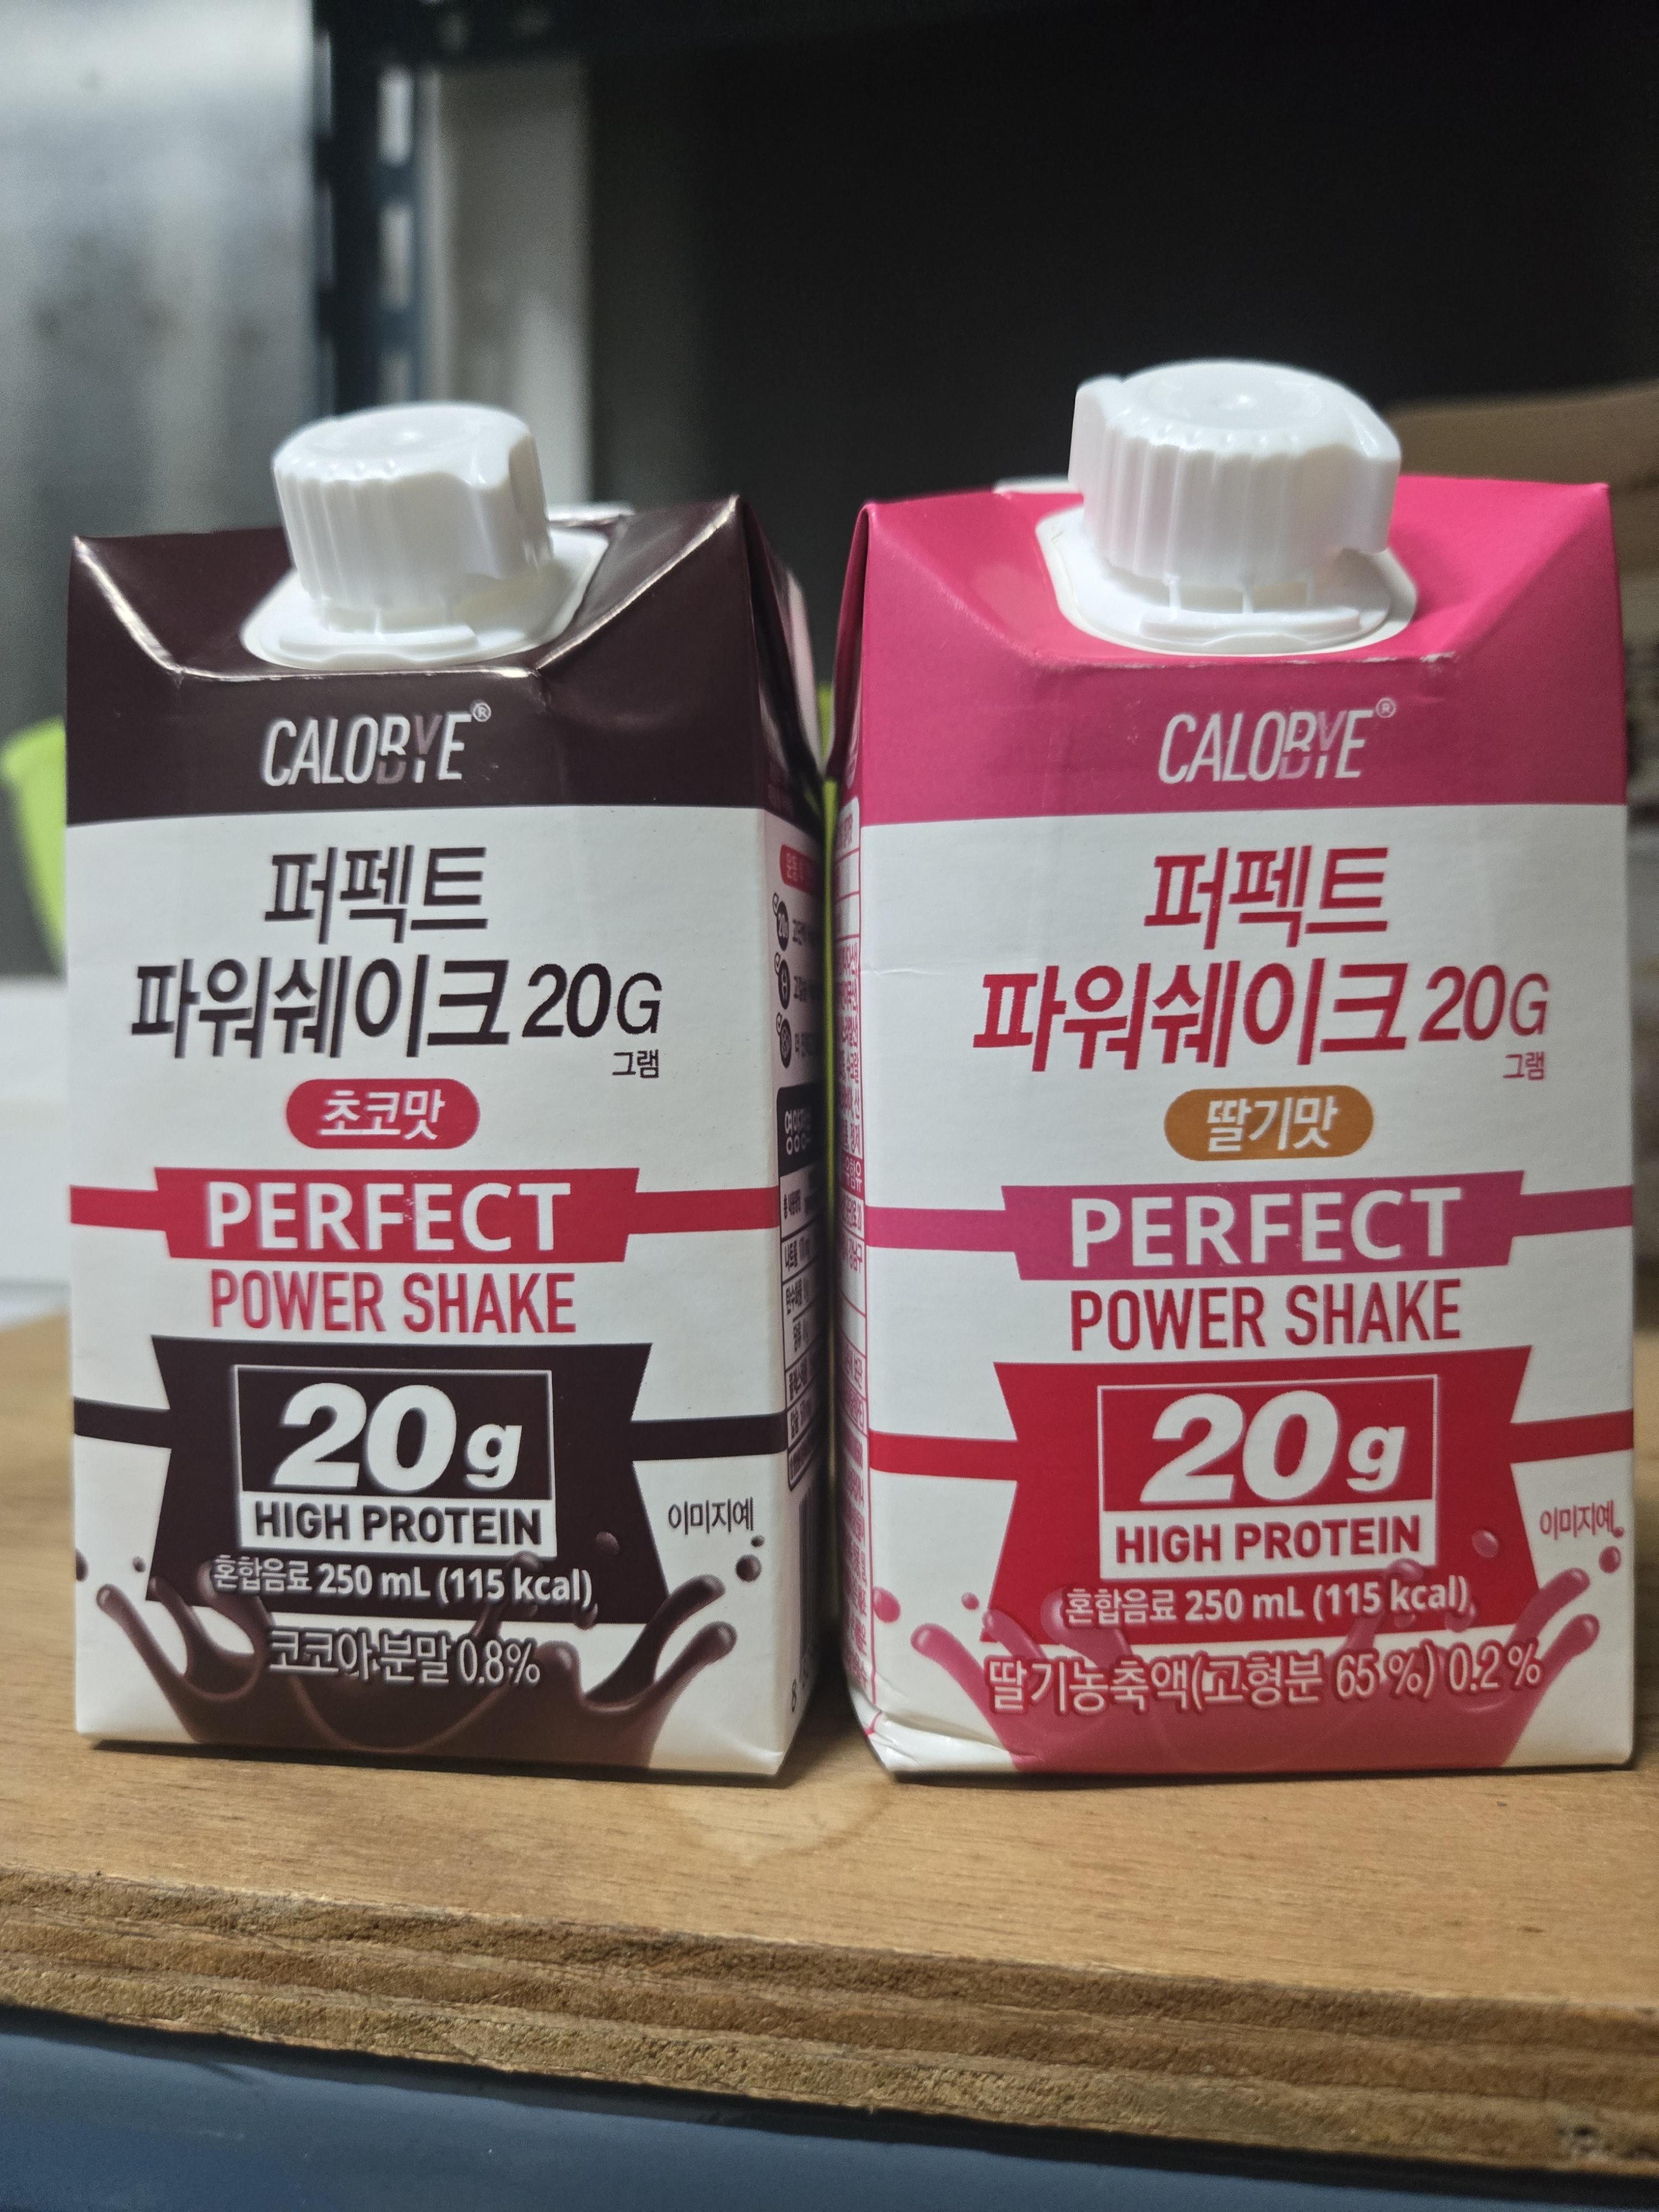 CALOBYE®
퍼펙트
파워쉐이크 20G
그램
초코맛
PERFECT
POWER SHAKE
20g
HIGH PROTEIN
이미지예
혼합음료 250 mL (115 kcal)
코코아분말 0.8%
CALOBYE®
퍼펙트
파워쉐이크 20G
그램
딸기맛
PERFECT
POWER SHAKE
20g
HIGH PROTEIN
이미지예
혼합음료 250 mL (115 kcal)
딸기농축액(고형분 65 %) 0.2 %